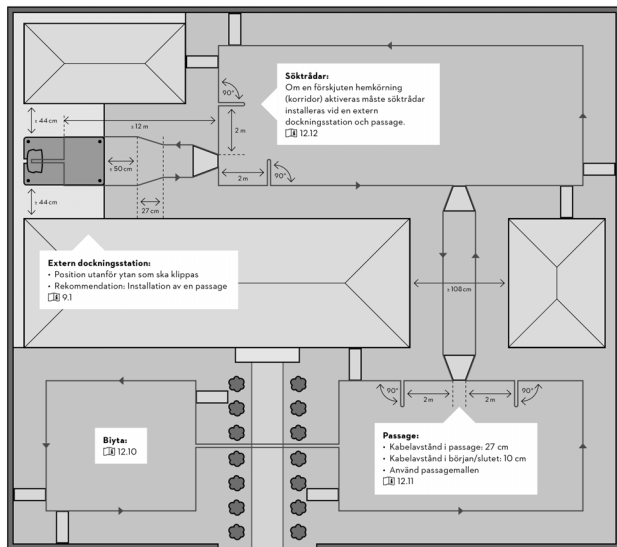 Söktrådar:
Om en förskjuten hemkörning
(korridor) aktiveras måste söktrådar
installeras vid en extern
dockningsstation och passage.
12.12
90°
± 44 cm
± 12 m
2 m
± 50 cm
2 m
90°
± 44 cm
27 cm
Extern dockningsstation:
• Position utanför ytan som ska klippas
• Rekommendation: Installation av en passage
9.1
± 108 cm
90°
2 m
2 m
90°
Biyta:
12.10
Passage:
• Kabelavstånd i passage: 27 cm
• Kabelavstånd i början/slutet: 10 cm
• Använd passagemallen
12.11